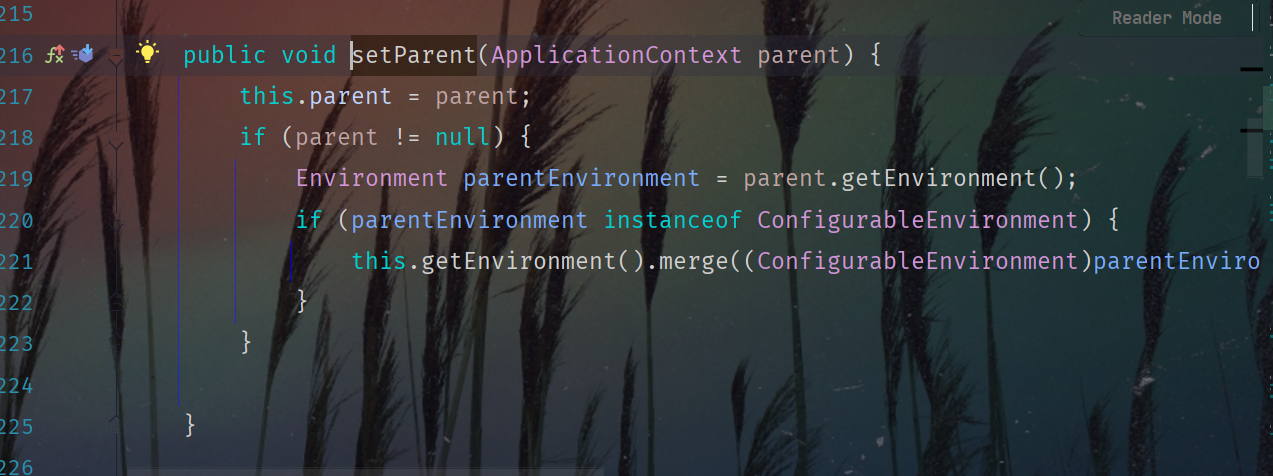 215
Reader Mode
216 public void setParent(ApplicationContext parent) {
217 this.parent = parent;
218 if (parent != null) {
219 Environment parentEnvironment = parent.getEnvironment();
220 if (parentEnvironment instanceof ConfigurableEnvironment) {
221 this.getEnvironment().merge((ConfigurableEnvironment)parentEnviro
222 }
223 }
224
225 }
226